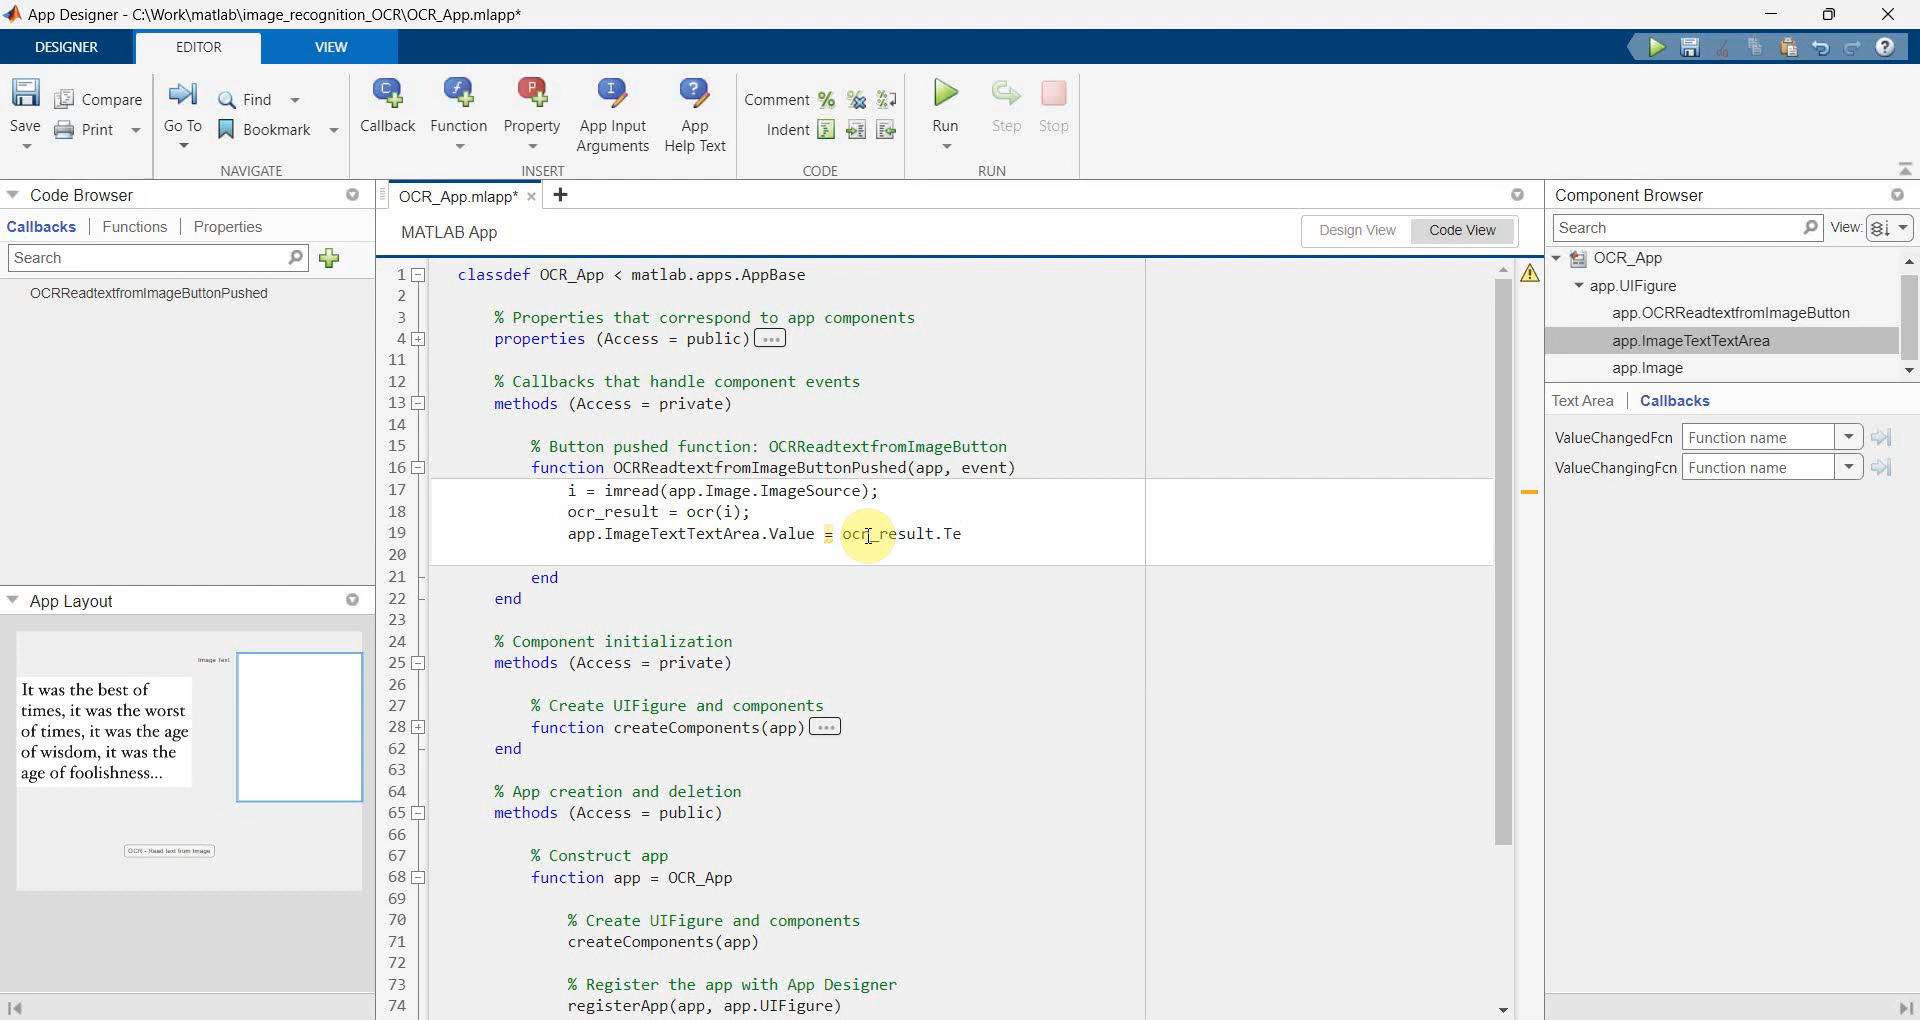 App Designer - C:\Work\matlab\image_recognition_OCR\OCR_App.mlapp*
DESIGNER
EDITOR
VIEW
Save
Compare
Print
Go To
Find
Bookmark
NAVIGATE
Callback
Function
Property
App Input
Arguments
App
Help Text
INSERT
Comment
Indent
CODE
Run
Step
Stop
RUN
Code Browser
Callbacks
Functions
Properties
Search
OCRReadtextfromImageButtonPushed
App Layout
Image Text
It was the best of
times, it was the worst
of times, it was the age
of wisdom, it was the
age of foolishness...
OCR - Read text from Image
OCR_App.mlapp*
MATLAB App
Design View
Code View
1 classdef OCR_App < matlab.apps.AppBase
2
3 % Properties that correspond to app components
4 properties (Access = public) ...
11
12 % Callbacks that handle component events
13 methods (Access = private)
14
15 % Button pushed function: OCRReadtextfromImageButton
16 function OCRReadtextfromImageButtonPushed(app, event)
17 i = imread(app.Image.ImageSource);
18 ocr_result = ocr(i);
19 app.ImageTextTextArea.Value = ocr_result.Te
20
21 end
22 end
23
24 % Component initialization
25 methods (Access = private)
26
27 % Create UIFigure and components
28 function createComponents(app) ...
62 end
63
64 % App creation and deletion
65 methods (Access = public)
66
67 % Construct app
68 function app = OCR_App
69
70 % Create UIFigure and components
71 createComponents(app)
72
73 % Register the app with App Designer
74 registerApp(app, app.UIFigure)
Component Browser
Search
View:
OCR_App
app.UIFigure
app.OCRReadtextfromImageButton
app.ImageTextTextArea
app.Image
Text Area
Callbacks
ValueChangedFcn
Function name
ValueChangingFcn
Function name